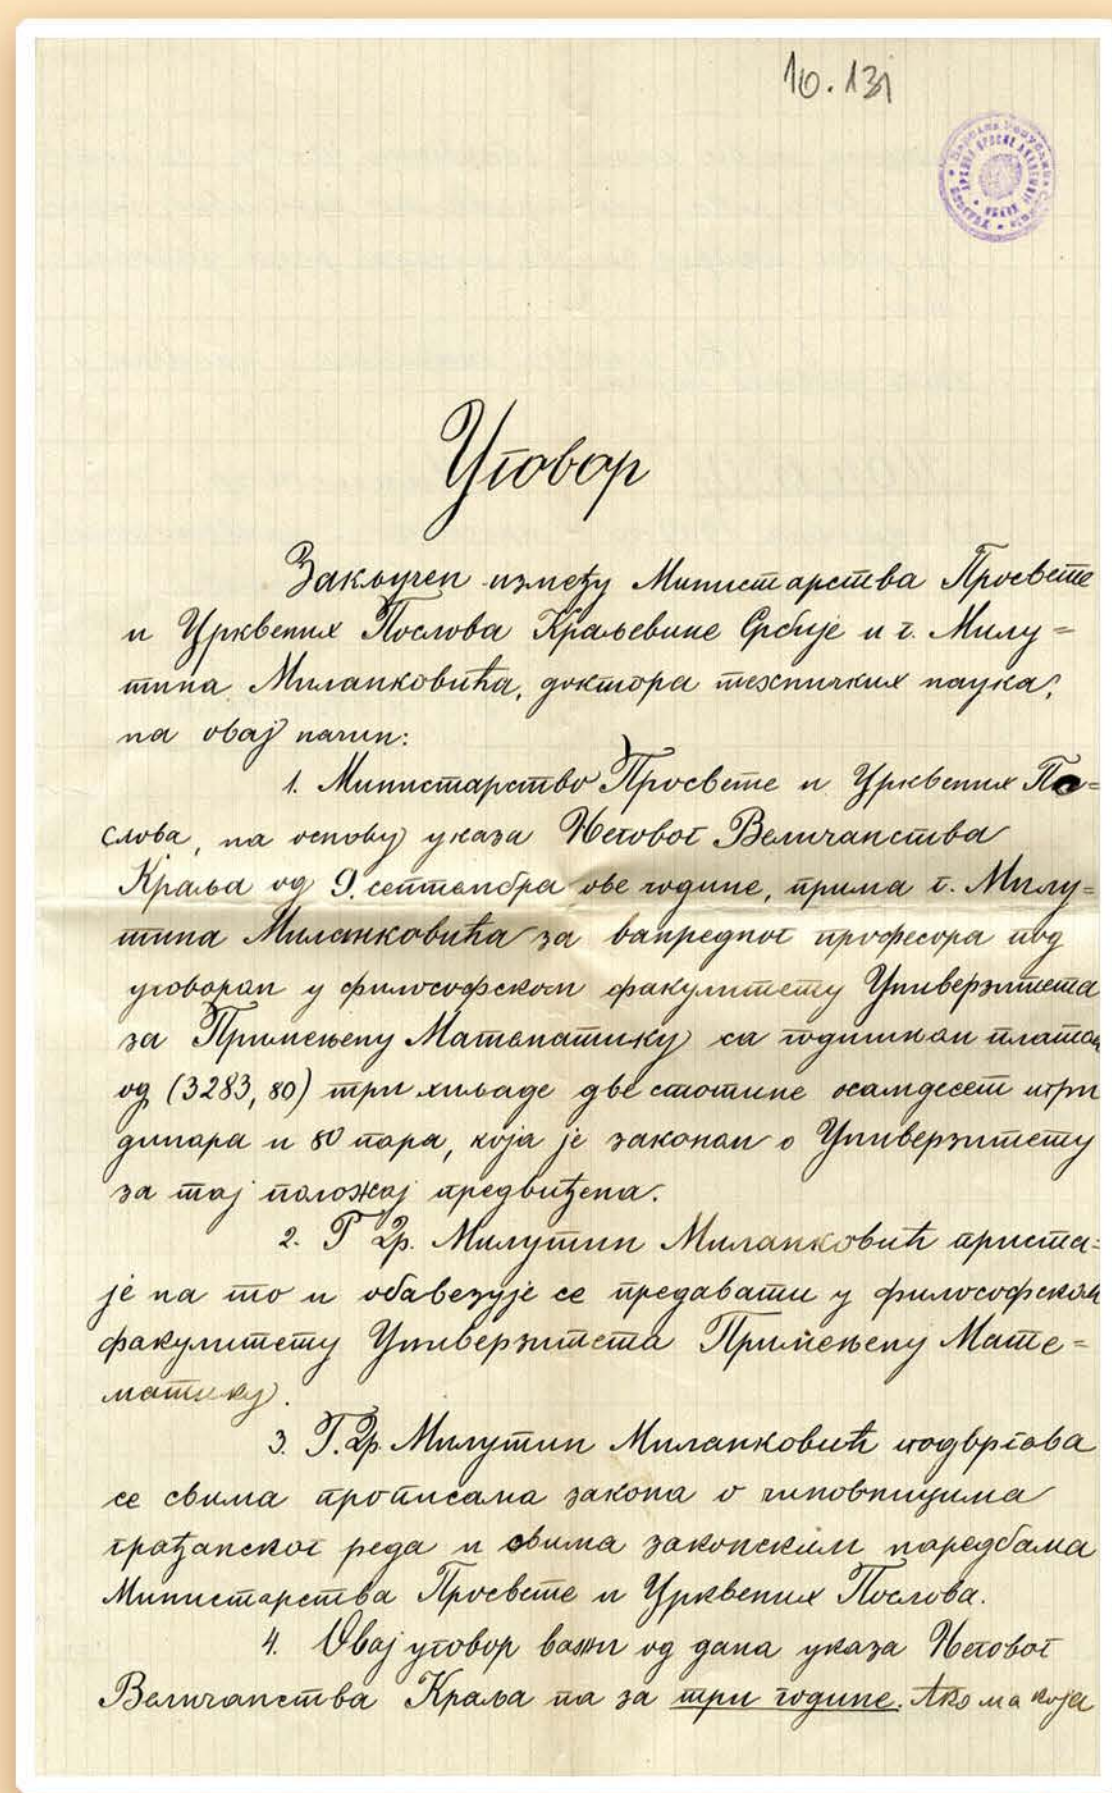 10.131
Уговор
Закључен између Министарства Просвете
и Црквених Послова Краљевине Србије и г. Милу=
тина Миланковића, доктора техничких наука,
на овај начин:
1. Министарство Просвете и Црквених По=
слова, на основу указа Његовог Величанства
Краља од 9. септембра ове године, прима г. Милу=
тина Миланковића за ванредног професора под
уговором у философском факултету Универзитета
за Примењену Математику са годишњом платом
од (3283,80) три хиљаде две стотине осамдесет и три
динара и 80 пара, која је законом о Универзитету
за тај положај предвиђена.
2. Г Др. Милутин Миланковић приста=
је на то и обавезује се предавати у философском
факултету Универзитета Примењену Мате=
матику.
3. Г. Др. Милутин Миланковић подвргава
се свима прописама закона о чиновницима
грађанског реда и свима законским наредбама
Министарства Просвете и Црквених Послова.
4. Овај уговор важи од дана указа Његовог
Величанства Краља па за три године. Ако ма која